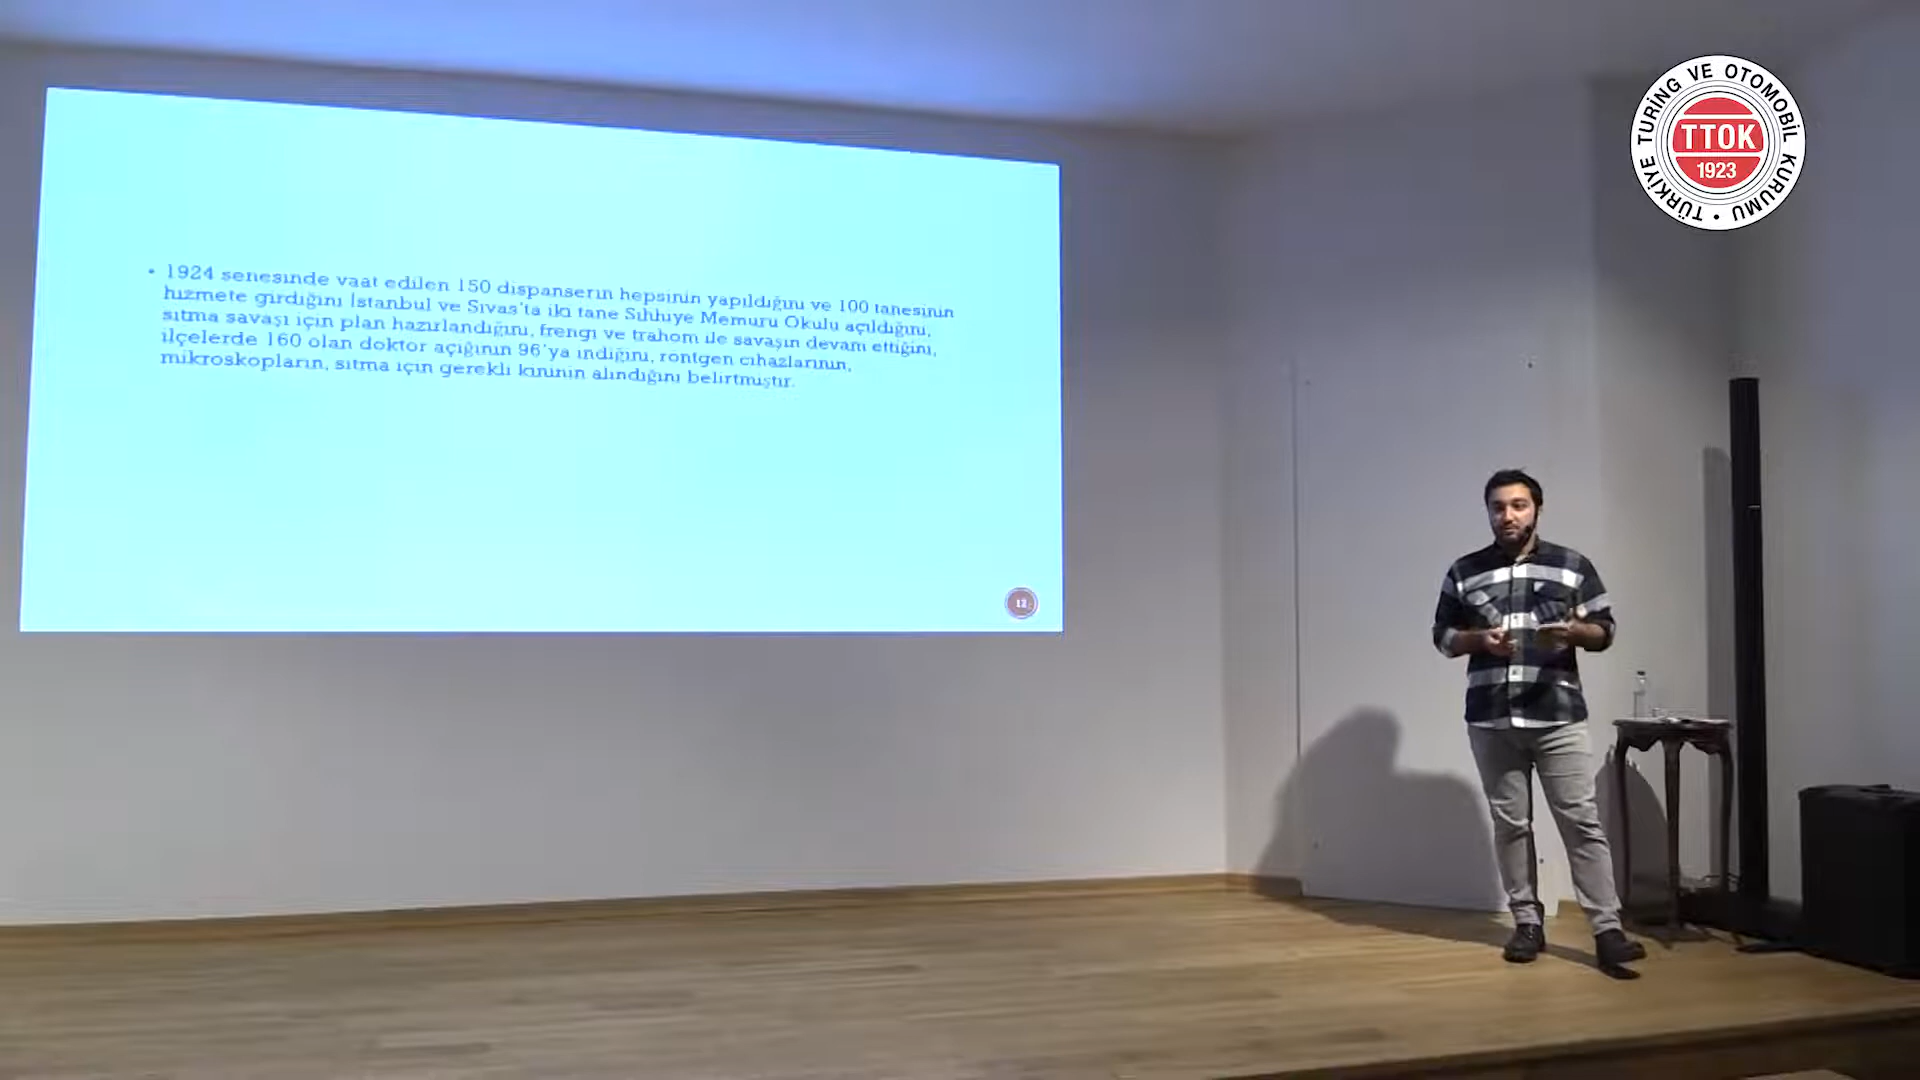 • 1924 senesinde vaat edilen 150 dispanserin hepsinin yapıldığını ve 100 tanesinin
hizmete girdiğini İstanbul ve Sivas'ta iki tane Sıhhiye Memuru Okulu açıldığını,
sıtma savaşı için plan hazırlandığını, frengi ve trahom ile savaşın devam ettiğini,
ilçelerde 160 olan doktor açığının 96'ya indiğini, röntgen cihazlarının,
mikroskopların, sıtma için gerekli kininin alındığını belirtmiştir.
TÜRKİYE TURİNG VE OTOMOBİL KURUMU •
TTOK
1923